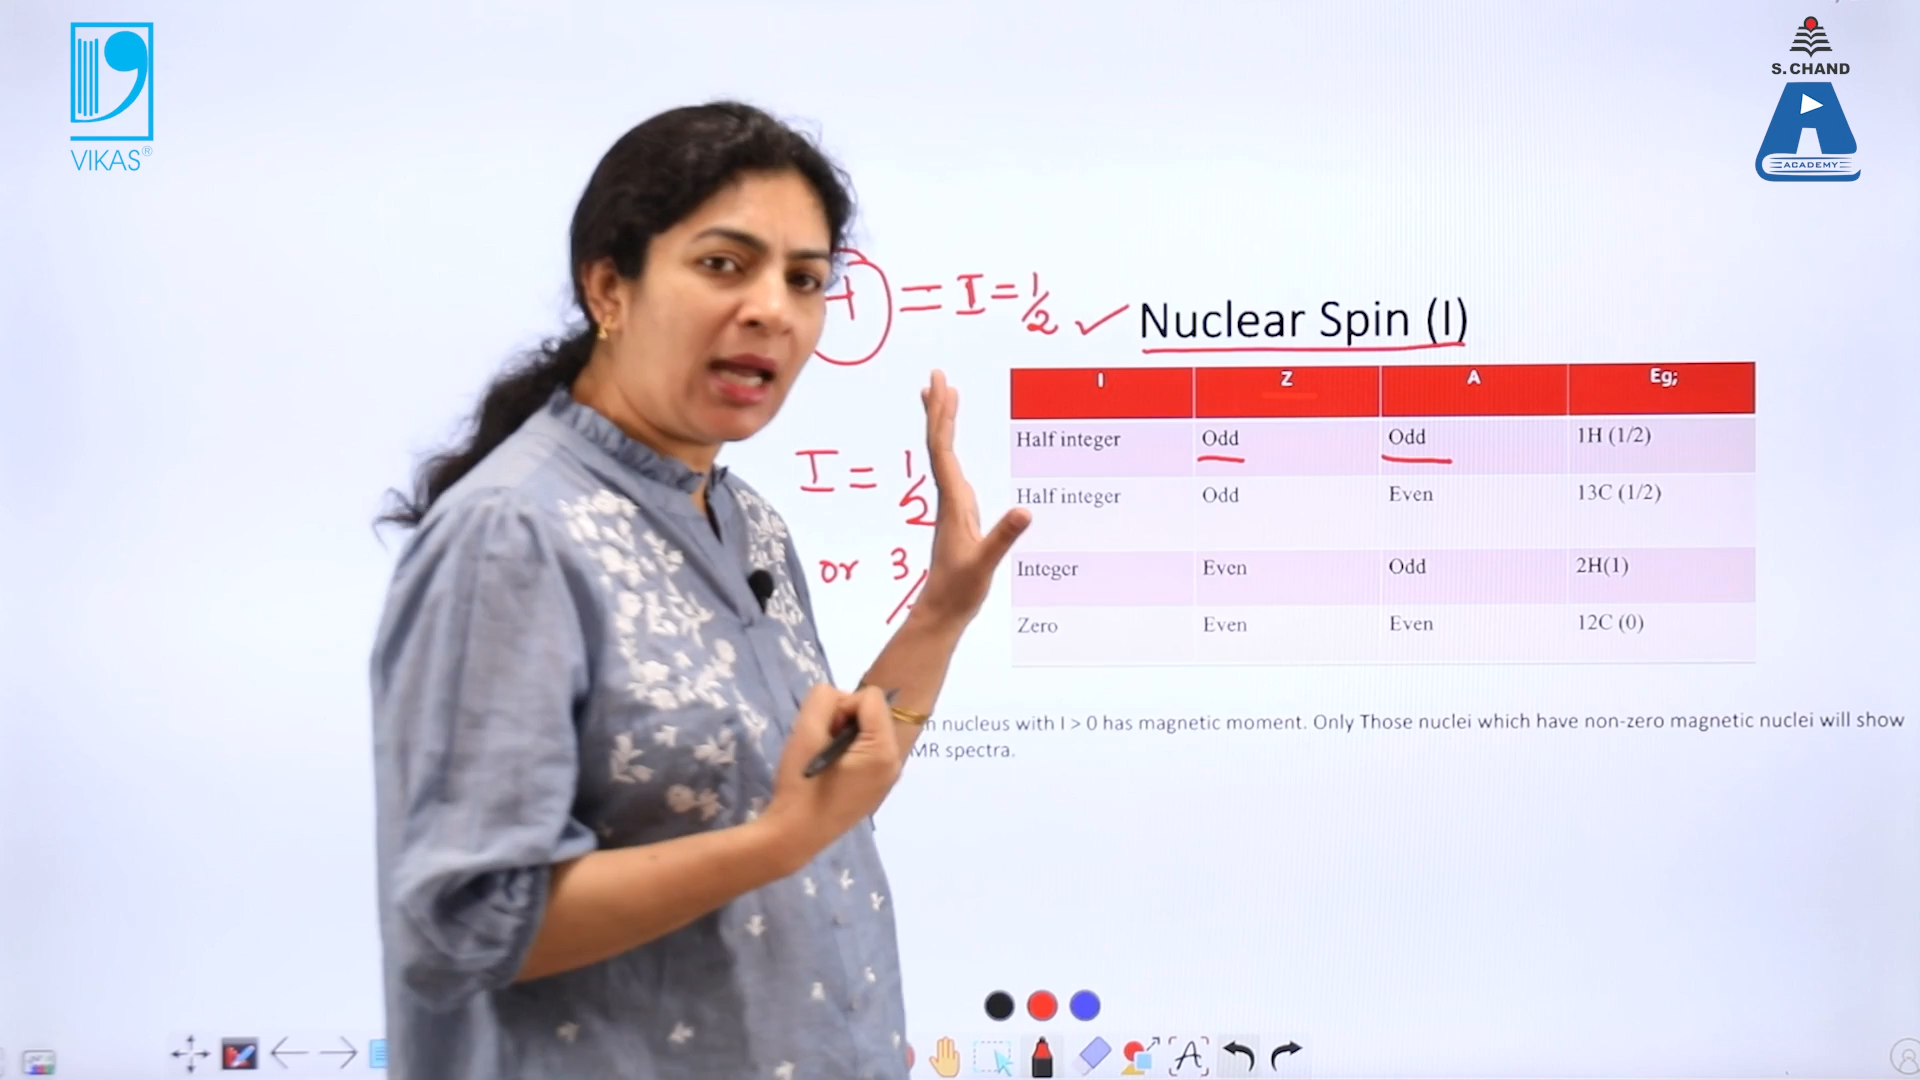 VIKAS®
S. CHAND
ACADEMY
= I = 1/2 ✓
Nuclear Spin (I)
I Z A Eg;
Half integer Odd Odd 1H (1/2)
Half integer Odd Even 13C (1/2)
Integer Even Odd 2H(1)
Zero Even Even 12C (0)
I = 1/2
or 3/
nucleus with I > 0 has magnetic moment. Only Those nuclei which have non-zero magnetic nuclei will show
MR spectra.